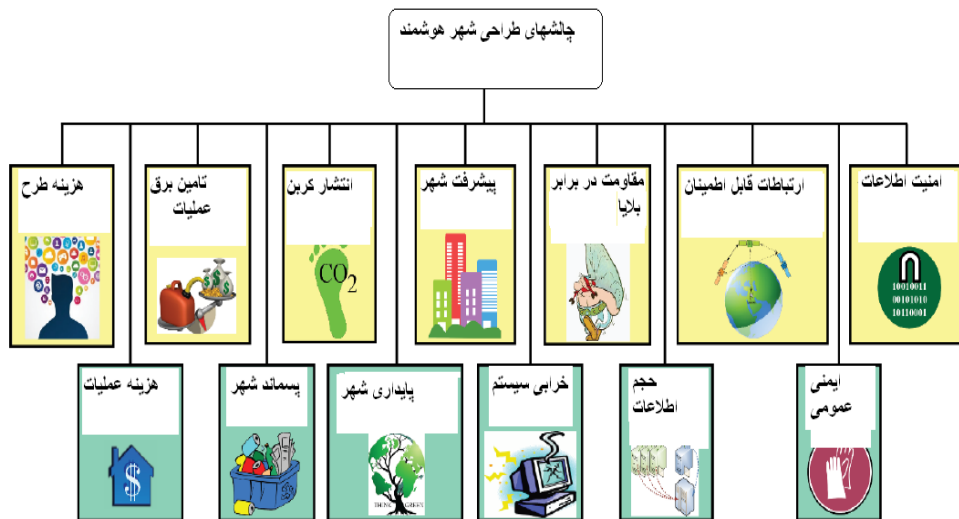 چالشهای طراحی شهر هوشمند
امنیت اطلاعات
ارتباطات قابل اطمینان
مقاومت در برابر
بلایا
پیشرفت شهر
انتشار کربن
تامین برق
عملیات
هزینه طرح
10010011
00101010
10110001
CO2
$ $
$
ایمنی
عمومی
حجم
اطلاعات
خرابی سیستم
پایداری شهر
پسماند شهر
هزینه عملیات
THINK GREEN
$